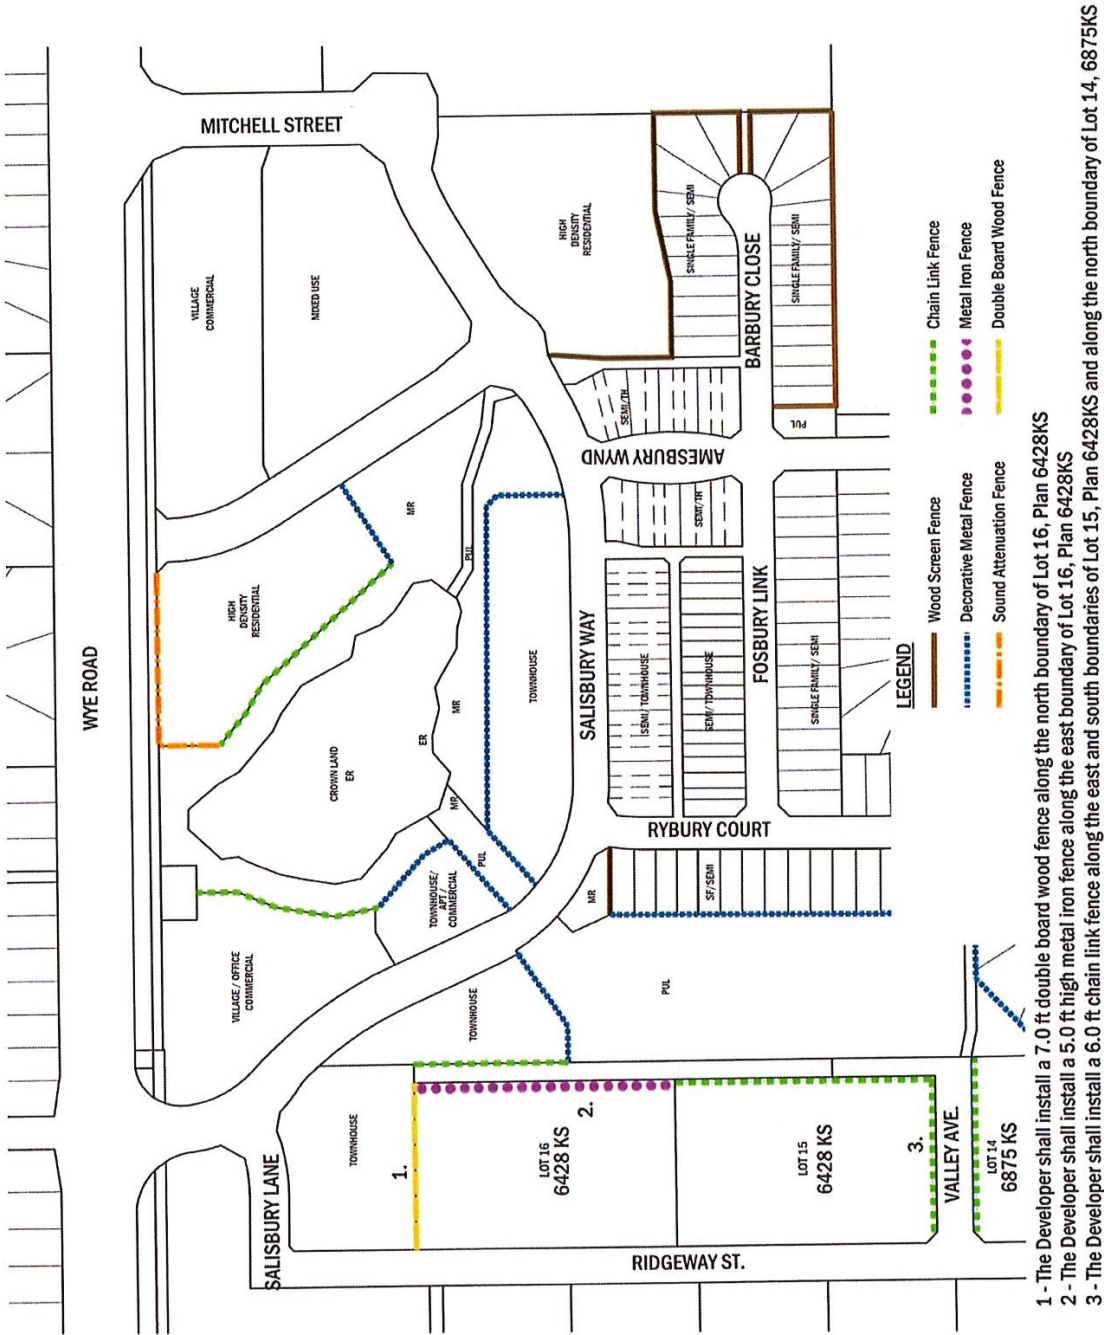 WYE ROAD
MITCHELL STREET
VILLAGE
COMMERCIAL
MIXED USE
HIGH
DENSITY
RESIDENTIAL
SINGLE FAMILY/ SEMI
BARBURY CLOSE
SINGLE FAMILY/ SEMI
SEMI/TH
PUL
AMESBURY WYND
SEMI/TH
HIGH
DENSITY
RESIDENTIAL
MR
PUL
TOWNHOUSE
SALISBURY WAY
SEMI/ TOWNHOUSE
SEMI/ TOWNHOUSE
FOSBURY LINK
SINGLE FAMILY/ SEMI
CROWN LAND
ER
ER
MR
MR
PUL
TOWNHOUSE/
APT /
COMMERCIAL
RYBURY COURT
MR
SF/SEMI
VILLAGE / OFFICE
COMMERCIAL
TOWNHOUSE
PUL
SALISBURY LANE
TOWNHOUSE
1.
LOT 16
6428 KS
2.
LOT 15
6428 KS
3.
VALLEY AVE.
LOT 14
6875 KS
RIDGEWAY ST.
LEGEND
Wood Screen Fence
Decorative Metal Fence
Sound Attenuation Fence
Chain Link Fence
Metal Iron Fence
Double Board Wood Fence
1 - The Developer shall install a 7.0 ft double board wood fence along the north boundary of Lot 16, Plan 6428KS
2 - The Developer shall install a 5.0 ft high metal iron fence along the east boundary of Lot 16, Plan 6428KS
3 - The Developer shall install a 6.0 ft chain link fence along the east and south boundaries of Lot 15, Plan 6428KS and along the north boundary of Lot 14, 6875KS